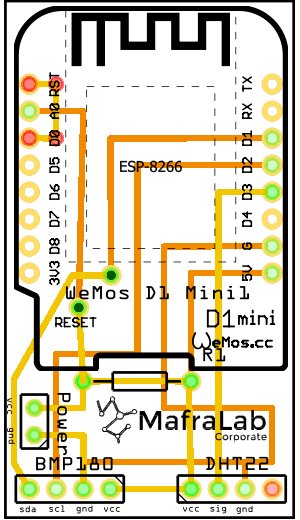 RST TX
A0 RX
D0 D1
ESP-8266
D5 D2
D6 D3
D7 D4
D8 G
3V3 5V
WeMos D1 Mini1
RESET
D1 mini
WeMos.cc
R1
vcc
gnd
Power
MafraLab
Corporate
BMP180 DHT22
sda scl gnd vcc vcc sig gnd